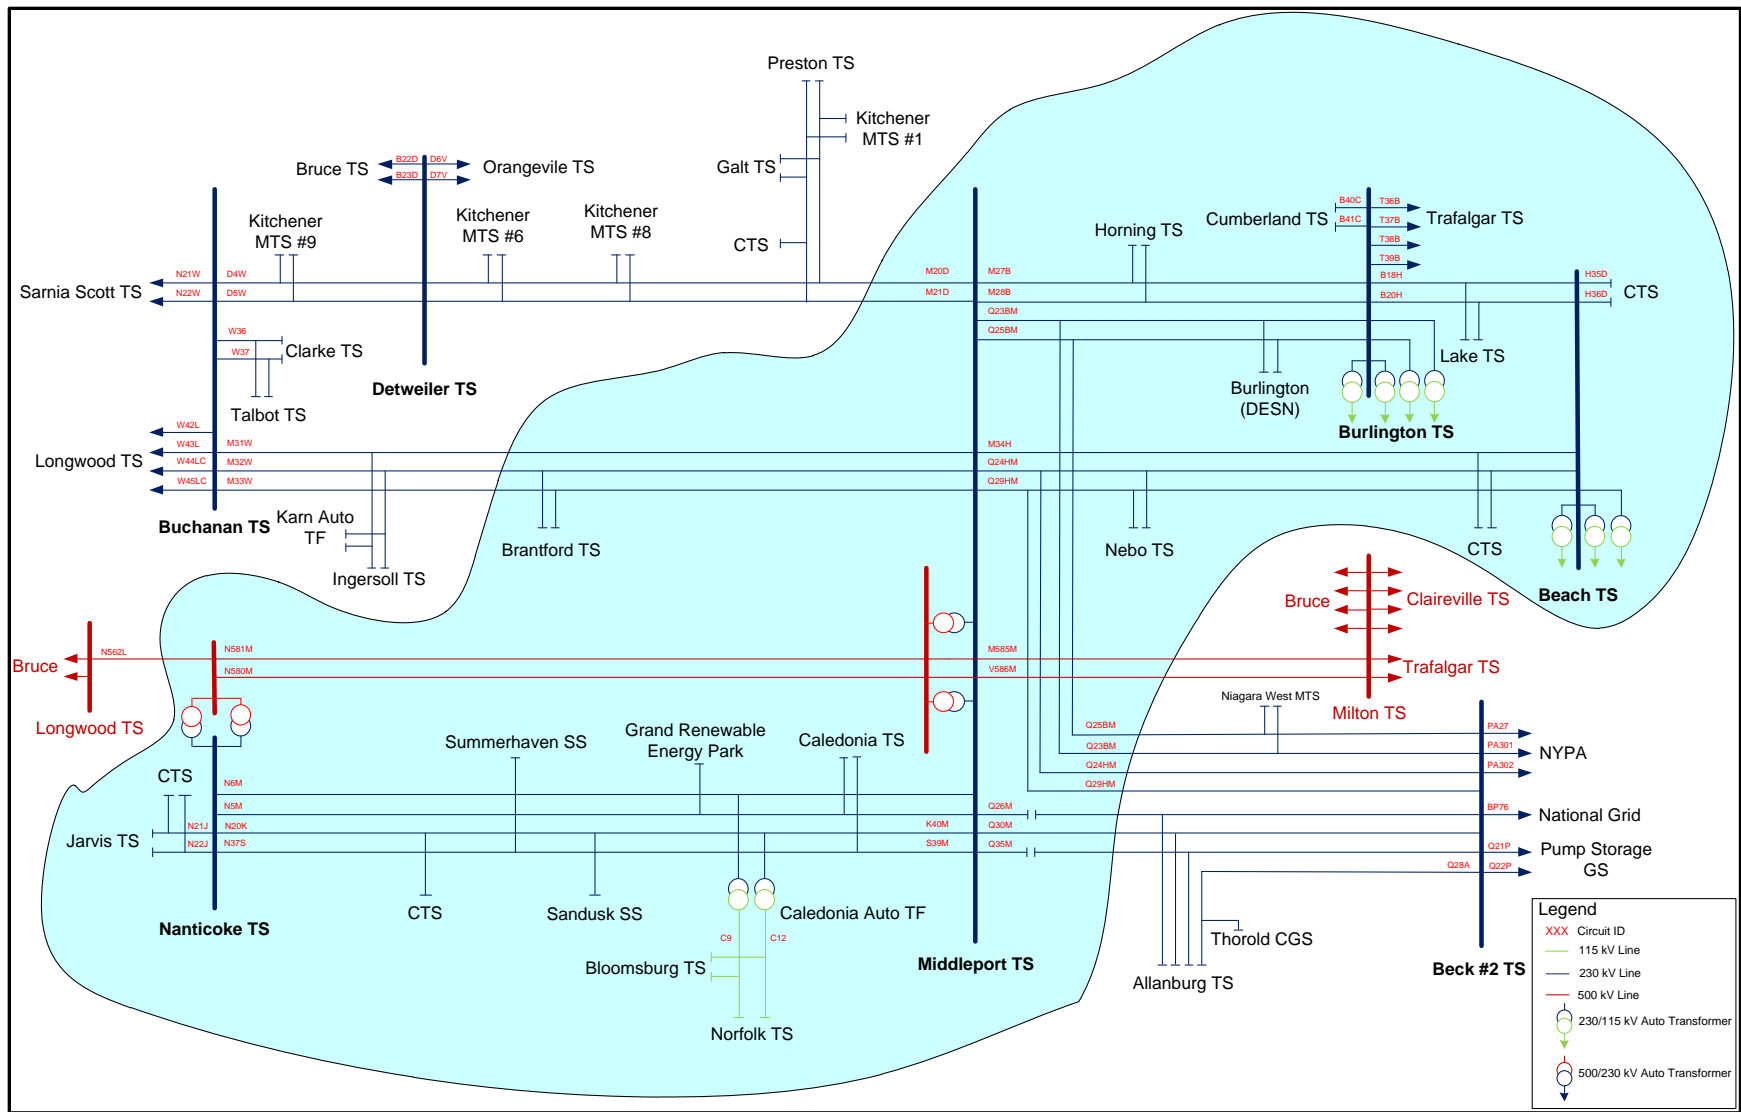 Preston TS
Kitchener
MTS #1
Galt TS
CTS
Bruce TS
B22D
D6V
B23D
D7V
Orangevile TS
Kitchener
MTS #9
Kitchener
MTS #6
Kitchener
MTS #8
Sarnia Scott TS
N21W
D4W
N22W
D5W
M20D
M27B
M21D
M28B
Q23BM
Q25BM
Horning TS
Cumberland TS
B40C
B41C
T36B
T37B
T38B
T39B
Trafalgar TS
B18H
B20H
H35D
H36D
CTS
Lake TS
Burlington
(DESN)
Burlington TS
W36
W37
Clarke TS
Talbot TS
Detweiler TS
W42L
W43L
W44LC
W45LC
Longwood TS
M31W
M32W
M33W
Buchanan TS
Karn Auto
TF
Ingersoll TS
Brantford TS
M34H
Q24HM
Q29HM
Nebo TS
CTS
Beach TS
Bruce
Claireville TS
Trafalgar TS
Milton TS
Bruce
N562L
Longwood TS
N581M
N580M
M585M
V586M
Niagara West MTS
Q25BM
Q23BM
Q24HM
Q29HM
PA27
PA301
PA302
NYPA
BP76
National Grid
Q21P
Q22P
Pump Storage
GS
Q28A
Summerhaven SS
Grand Renewable
Energy Park
Caledonia TS
CTS
N6M
N5M
Jarvis TS
N21J
N20K
N22J
N37S
K40M
S39M
Q26M
Q30M
Q35M
Nanticoke TS
CTS
Sandusk SS
Caledonia Auto TF
C9
C12
Bloomsburg TS
Norfolk TS
Middleport TS
Thorold CGS
Allanburg TS
Beck #2 TS
Legend
XXX Circuit ID
115 kV Line
230 kV Line
500 kV Line
230/115 kV Auto Transformer
500/230 kV Auto Transformer